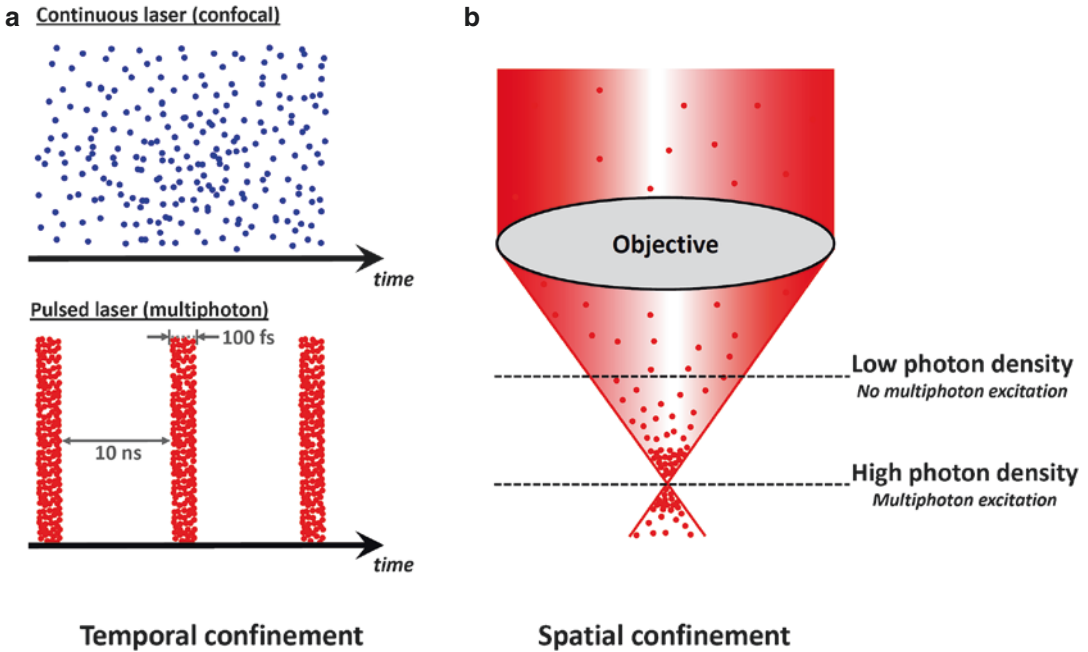 a
Continuous laser (confocal)
time
Pulsed laser (multiphoton)
100 fs
10 ns
time
Temporal confinement
b
Objective
Low photon density
No multiphoton excitation
High photon density
Multiphoton excitation
Spatial confinement